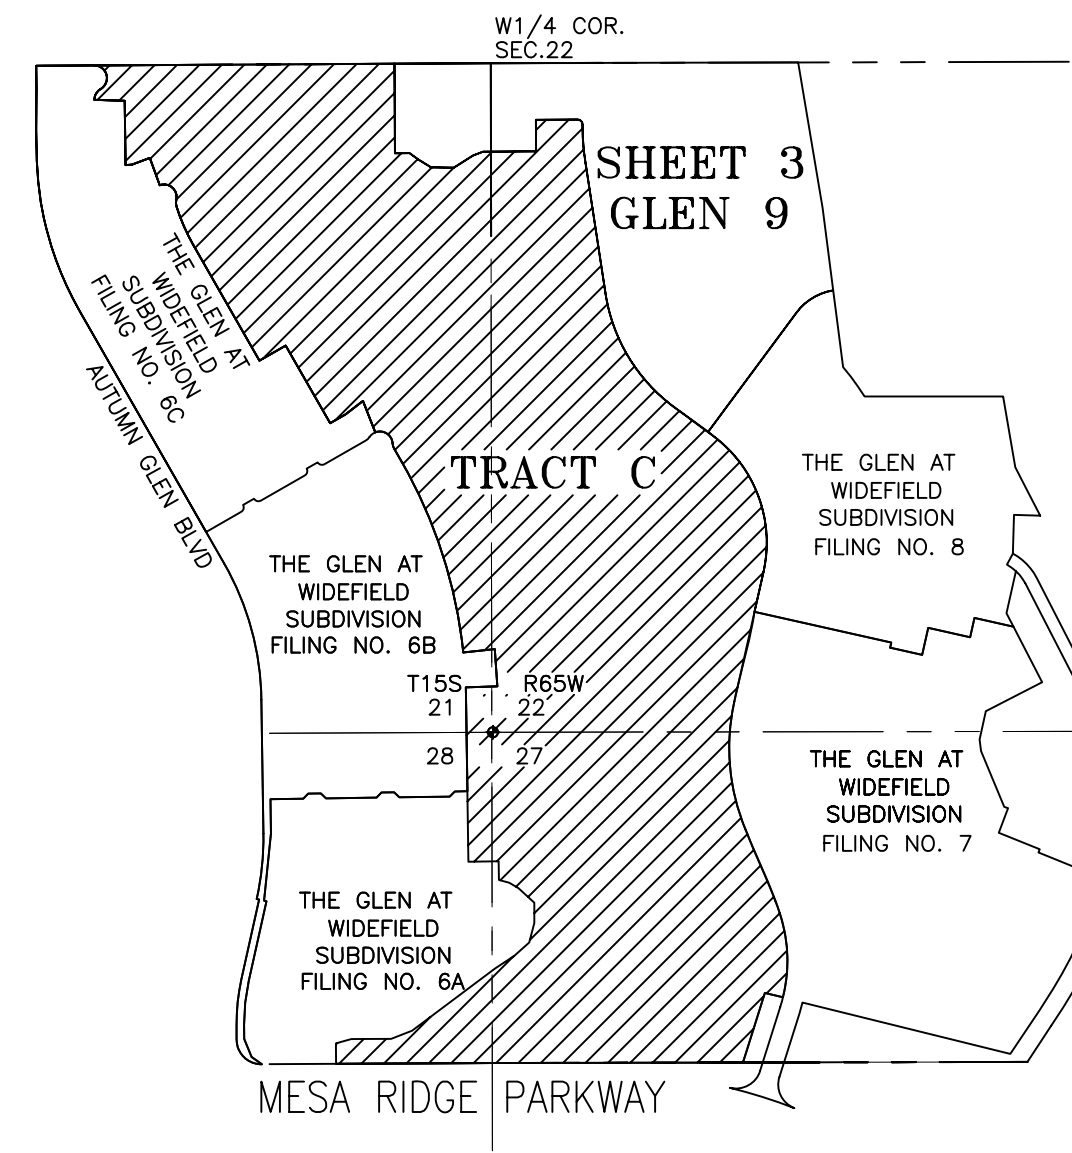 W1/4 COR.
SEC.22
SHEET 3
GLEN 9
THE GLEN AT
WIDEFIELD
SUBDIVISION
FILING NO. 6C
AUTUMN GLEN BLVD
TRACT C
THE GLEN AT
WIDEFIELD
SUBDIVISION
FILING NO. 8
THE GLEN AT
WIDEFIELD
SUBDIVISION
FILING NO. 6B
T15S R65W
21 22
28 27
THE GLEN AT
WIDEFIELD
SUBDIVISION
FILING NO. 7
THE GLEN AT
WIDEFIELD
SUBDIVISION
FILING NO. 6A
MESA RIDGE PARKWAY